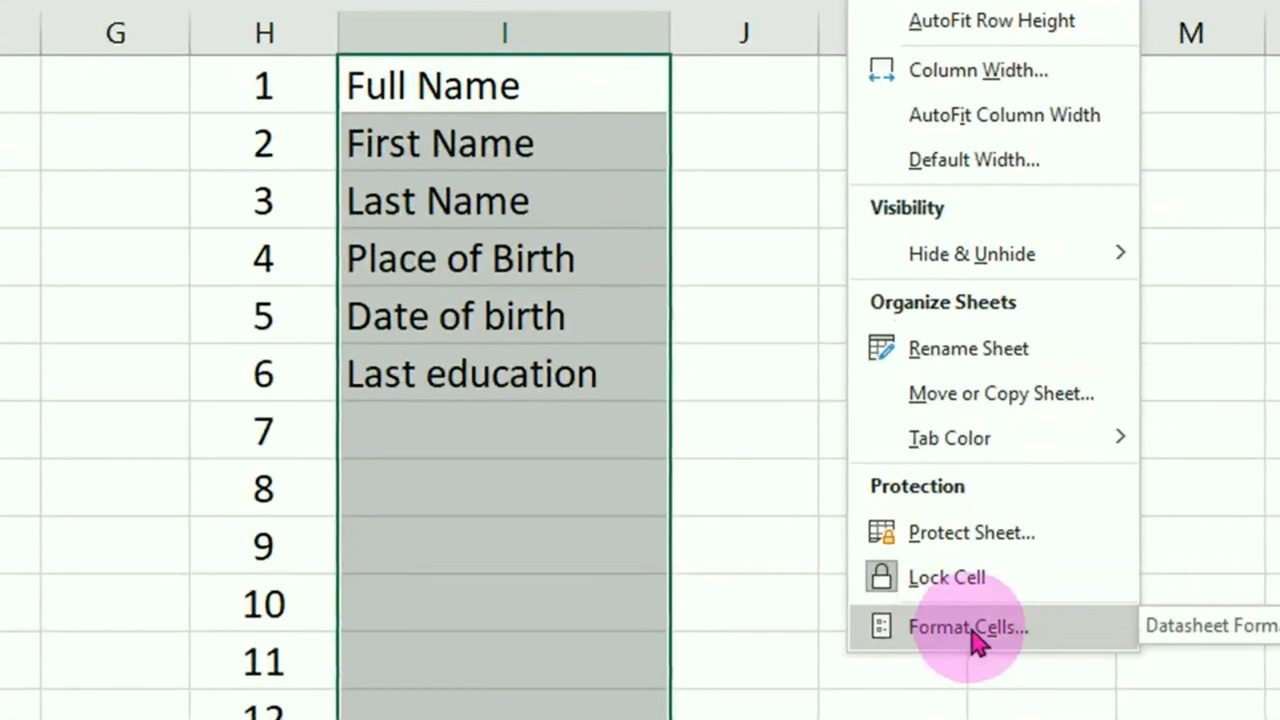 G H I J M
1 Full Name
2 First Name
3 Last Name
4 Place of Birth
5 Date of birth
6 Last education
7
8
9
10
11
12
AutoFit Row Height
Column Width...
AutoFit Column Width
Default Width...
Visibility
Hide & Unhide
Organize Sheets
Rename Sheet
Move or Copy Sheet...
Tab Color
Protection
Protect Sheet...
Lock Cell
Format Cells...
Datasheet Form